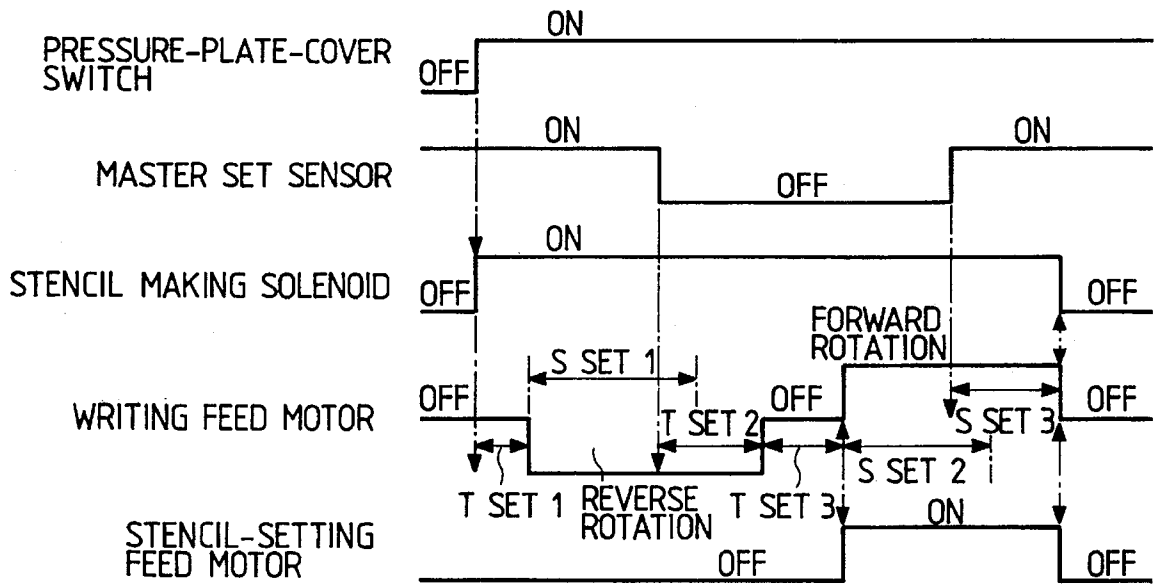 ON
PRESSURE-PLATE-COVER
SWITCH
OFF
ON
ON
MASTER SET SENSOR
OFF
ON
STENCIL MAKING SOLENOID
OFF
OFF
FORWARD
ROTATION
S SET 1
OFF
WRITING FEED MOTOR
OFF
OFF
T SET 2
S SET 3
S SET 2
T SET 1
REVERSE
ROTATION
T SET 3
ON
STENCIL-SETTING
FEED MOTOR
OFF
OFF